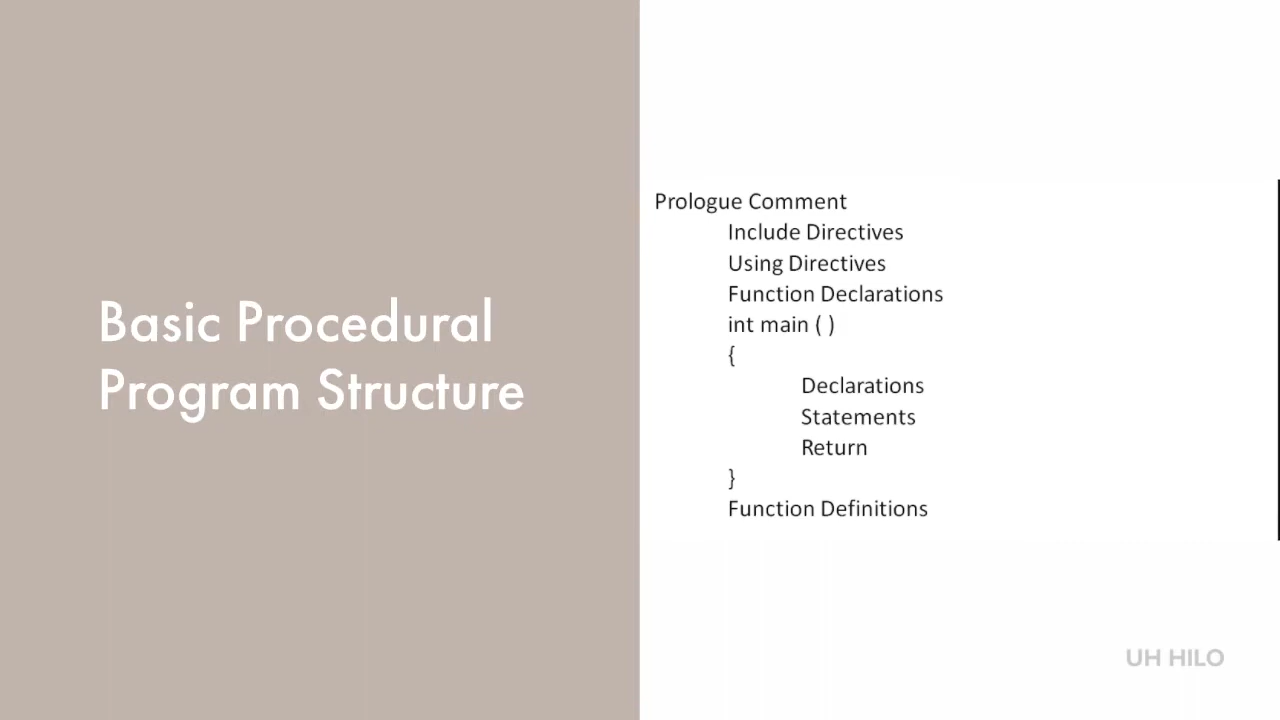 Basic Procedural
Program Structure
Prologue Comment
Include Directives
Using Directives
Function Declarations
int main ( )
{
Declarations
Statements
Return
}
Function Definitions
UH HILO